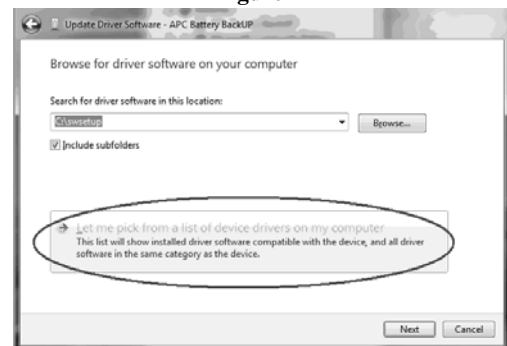 Update Driver Software - APC Battery BackUP
Browse for driver software on your computer
Search for driver software in this location:
C:\swsetup
Browse...
Include subfolders
Let me pick from a list of device drivers on my computer
This list will show installed driver software compatible with the device, and all driver
software in the same category as the device.
Next
Cancel